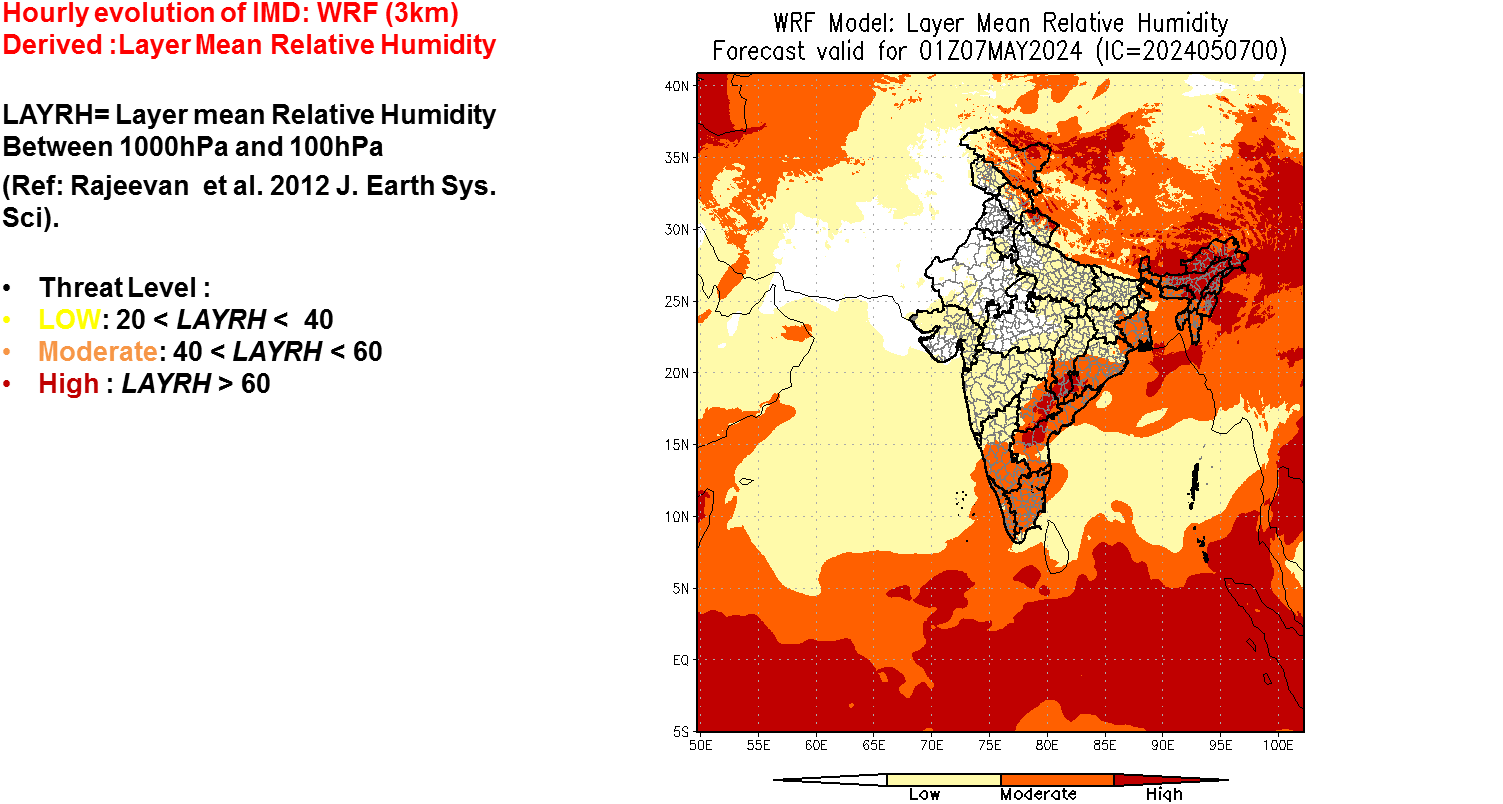 Hourly evolution of IMD: WRF (3km)
Derived :Layer Mean Relative Humidity
LAYRH= Layer mean Relative Humidity
Between 1000hPa and 100hPa
(Ref: Rajeevan et al. 2012 J. Earth Sys.
Sci).
• Threat Level :
• LOW: 20 < LAYRH < 40
• Moderate: 40 < LAYRH < 60
• High : LAYRH > 60
WRF Model: Layer Mean Relative Humidity
Forecast valid for 01Z07MAY2024 (IC=2024050700)
40N
35N
30N
25N
20N
15N
10N
5N
EQ
5S
50E 55E 60E 65E 70E 75E 80E 85E 90E 95E 100E
Low Moderate High